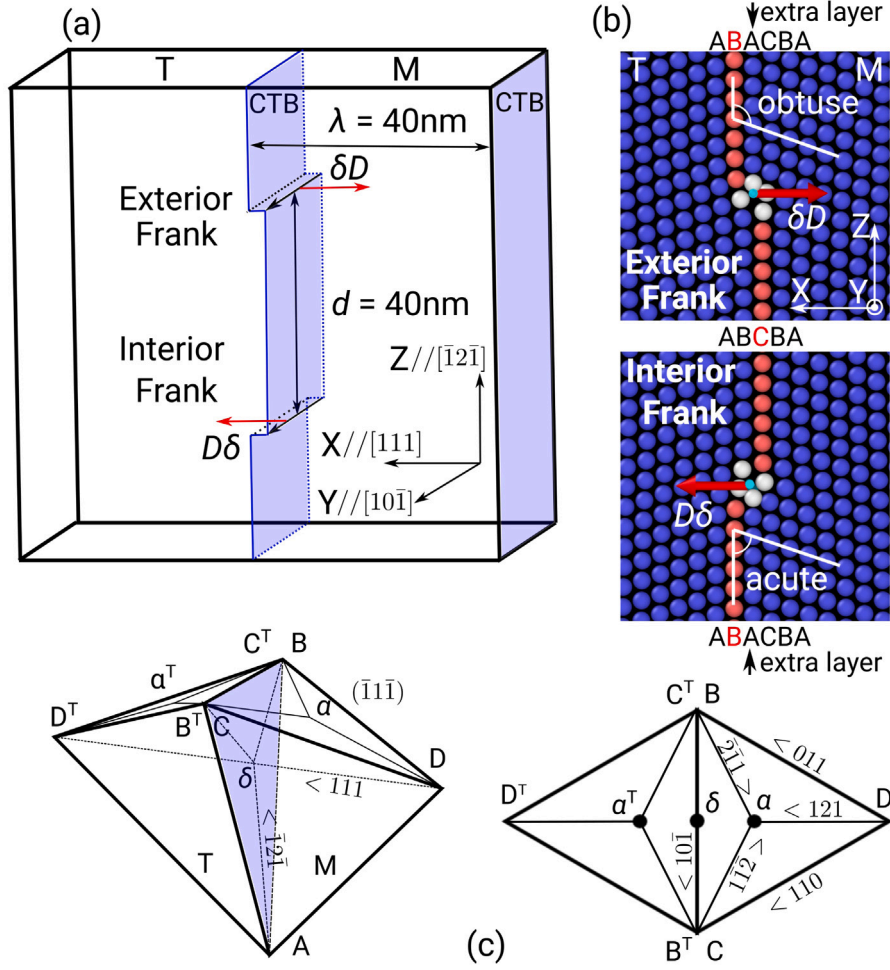 (a)
T
M
CTB
CTB
λ = 40nm
δD
Exterior
Frank
d = 40nm
Interior
Frank
Dδ
Z//[1̄21̄]
X//[111]
Y//[101̄]
(b)
extra layer
ABACBA
T
M
obtuse
δD
Exterior
Frank
Z
X
Y
ABCBA
Interior
Frank
Dδ
acute
ABACBA
extra layer
C^T B
α^T
α
(1̄11̄)
D^T
B^T C
D
δ
< 111
< 1̄21̄
T
M
A
(c)
C^T B
2̄11 >
< 011
D^T
α^T
δ
α
D
< 121
< 101̄
11̄2̄ >
< 110
B^T C